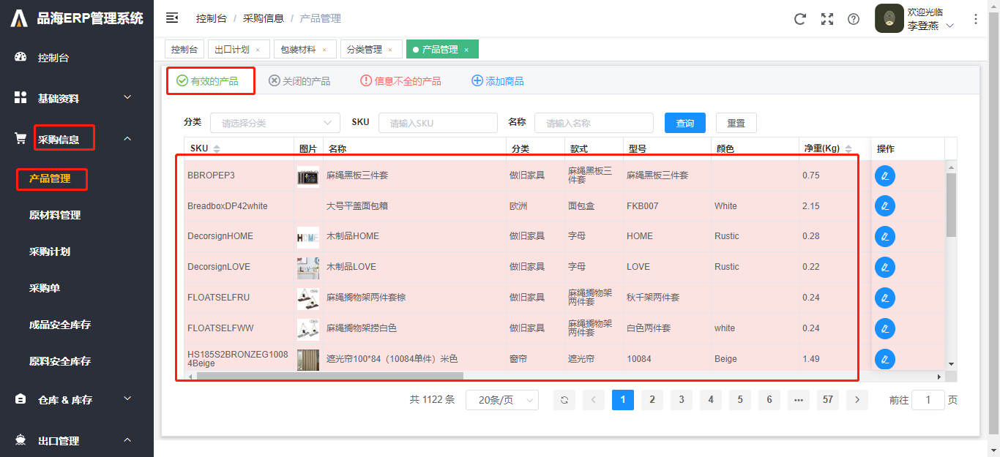 品海ERP管理系统
控制台 / 采购信息 / 产品管理
欢迎光临
李登燕
控制台
基础资料
采购信息
产品管理
原材料管理
采购计划
采购单
成品安全库存
原料安全库存
仓库 & 库存
出口管理
控制台 出口计划 × 包装材料 × 分类管理 × 产品管理 ×
有效的产品 关闭的产品 信息不全的产品 添加商品
分类 请选择分类 SKU 请输入SKU 名称 请输入名称 查询 重置
SKU 图片 名称 分类 款式 型号 颜色 净重(Kg) 操作
BBROPEP3 麻绳黑板三件套 做旧家具 麻绳黑板三件套 麻绳黑板三件套 0.75
BreadboxDP42white 大号平盖面包箱 欧洲 面包盒 FKB007 White 2.15
DecorsignHOME HOME 木制品HOME 做旧家具 字母 HOME Rustic 0.28
DecorsignLOVE 木制品LOVE 做旧家具 字母 LOVE Rustic 0.22
FLOATSELFRU 麻绳搁物架两件套棕 做旧家具 麻绳搁物架两件套 秋千架两件套 0.24
FLOATSELFWW 麻绳搁物架捞白色 做旧家具 麻绳搁物架两件套 白色两件套 white 0.24
HS185S2BRONZEG10084Beige 遮光帘100*84（10084单件）米色 窗帘 遮光帘 10084 Beige 1.49
共 1122 条 20条/页 1 2 3 4 5 6 ••• 57 前往 1 页